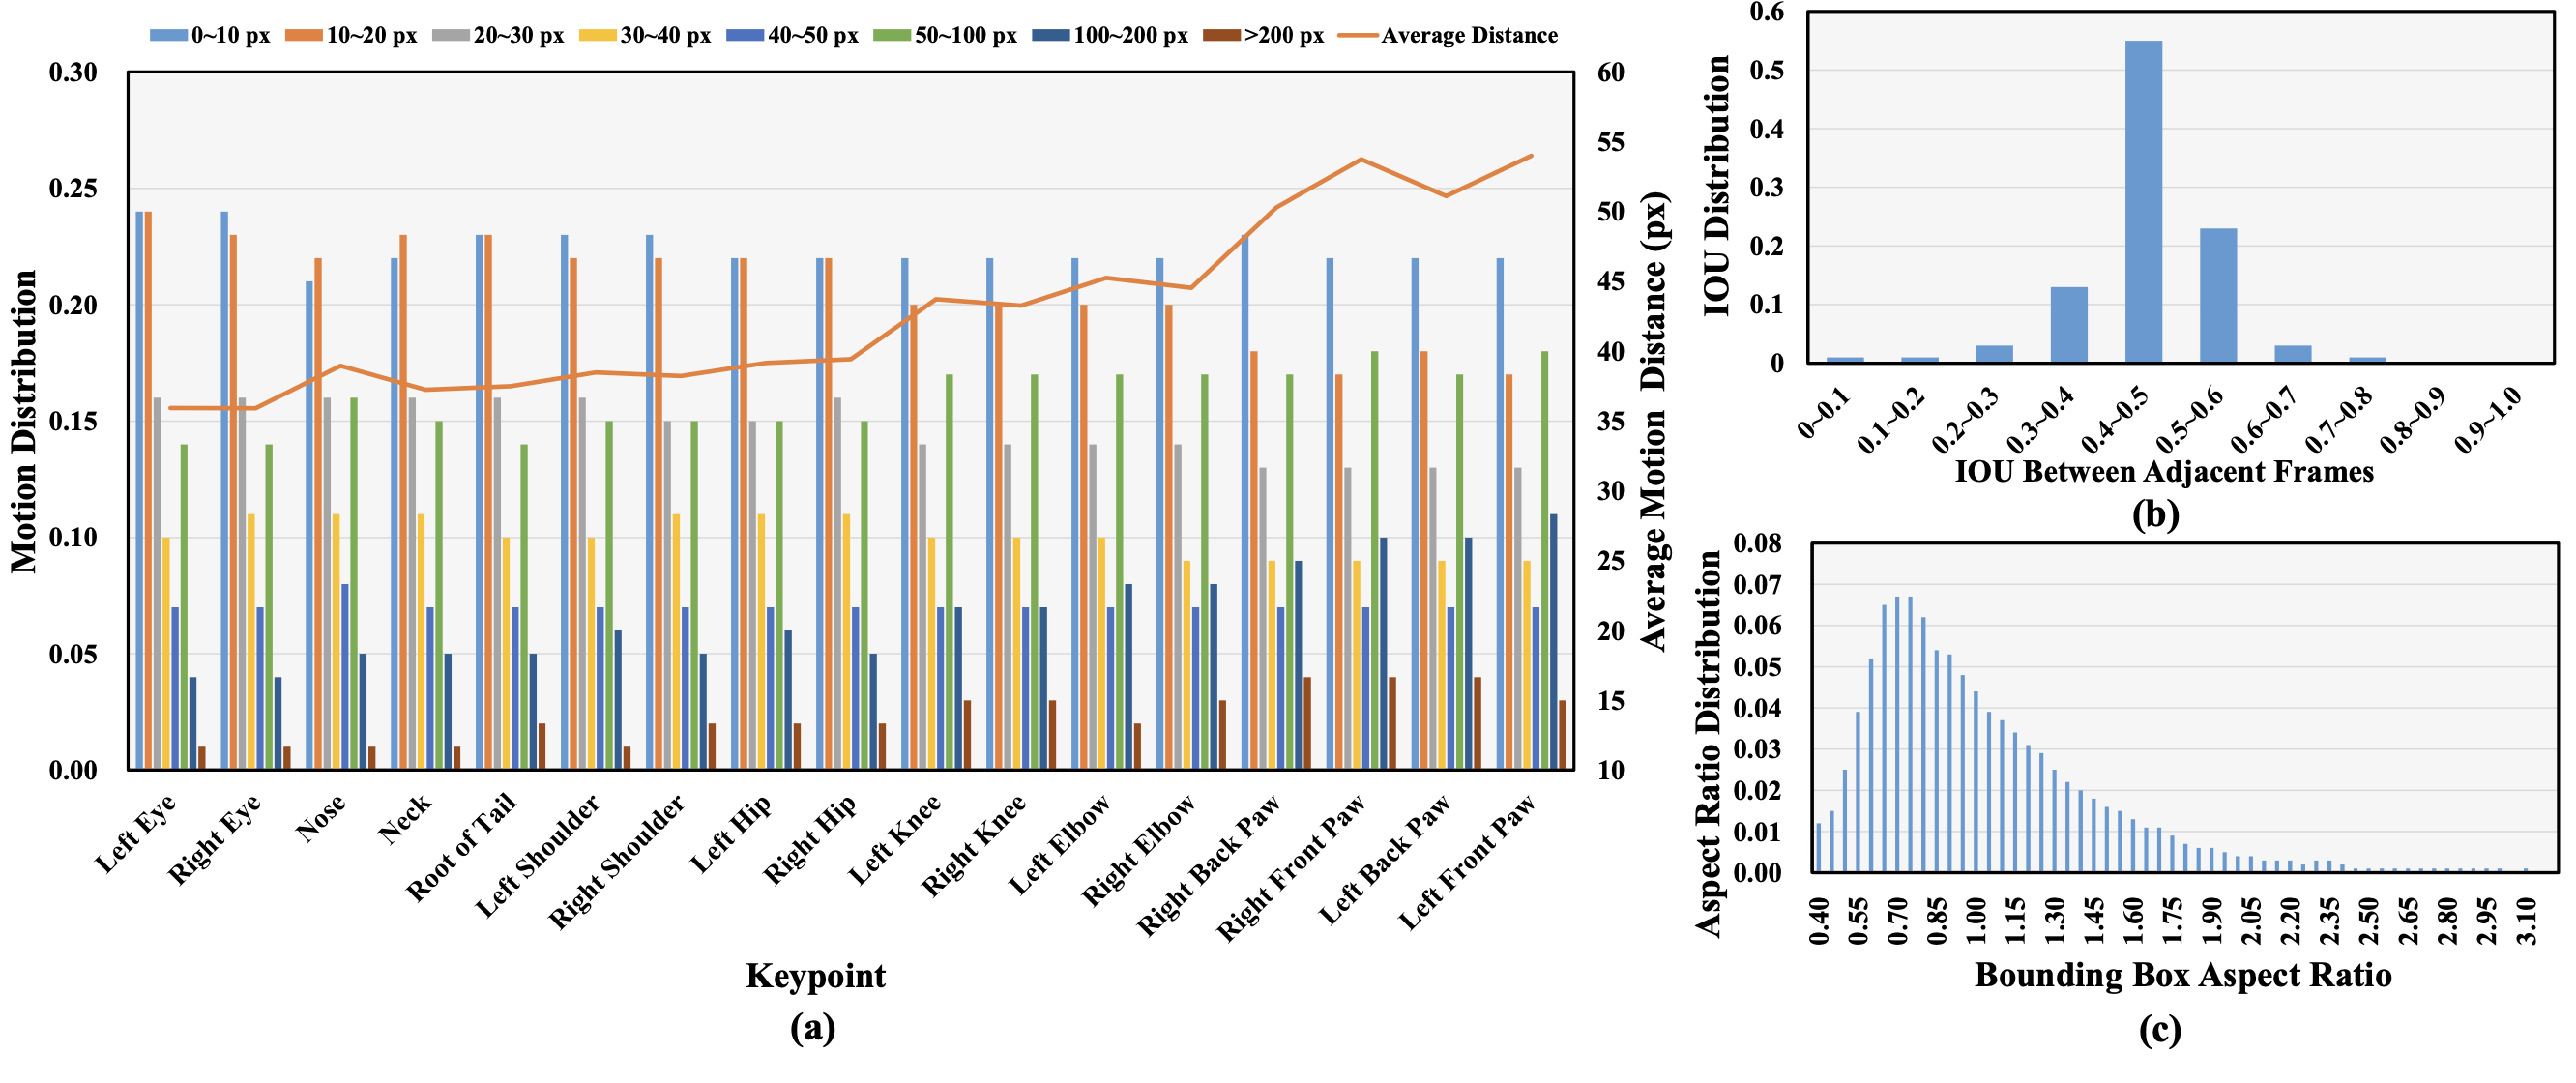 0~10 px 10~20 px 20~30 px 30~40 px 40~50 px 50~100 px 100~200 px >200 px Average Distance
0.30
0.25
0.20
0.15
0.10
0.05
0.00
Motion Distribution
60
55
50
45
40
35
30
25
20
15
10
Average Motion Distance (px)
Left Eye
Right Eye
Nose
Neck
Root of Tail
Left Shoulder
Right Shoulder
Left Hip
Right Hip
Left Knee
Right Knee
Left Elbow
Right Elbow
Right Back Paw
Right Front Paw
Left Back Paw
Left Front Paw
Keypoint
(a)
0.6
0.5
0.4
0.3
0.2
0.1
0
IOU Distribution
0~0.1
0.1~0.2
0.2~0.3
0.3~0.4
0.4~0.5
0.5~0.6
0.6~0.7
0.7~0.8
0.8~0.9
0.9~1.0
IOU Between Adjacent Frames
(b)
0.08
0.07
0.06
0.05
0.04
0.03
0.02
0.01
0.00
Aspect Ratio Distribution
0.40
0.55
0.70
0.85
1.00
1.15
1.30
1.45
1.60
1.75
1.90
2.05
2.20
2.35
2.50
2.65
2.80
2.95
3.10
Bounding Box Aspect Ratio
(c)